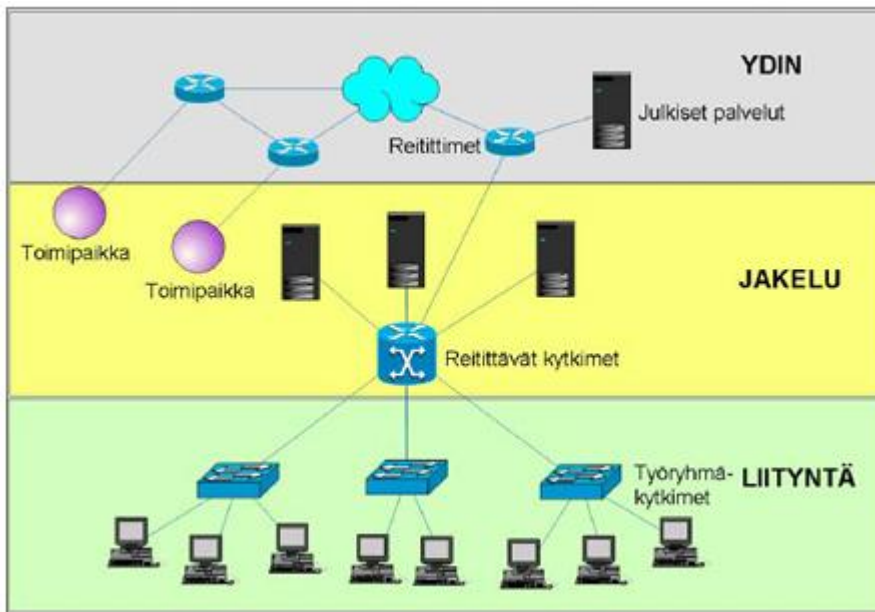 YDIN
Julkiset palvelut
Reitittimet
Toimipaikka
Toimipaikka
JAKELU
Reitittävät kytkimet
Työryhmä-
kytkimet
LIITYNTÄ